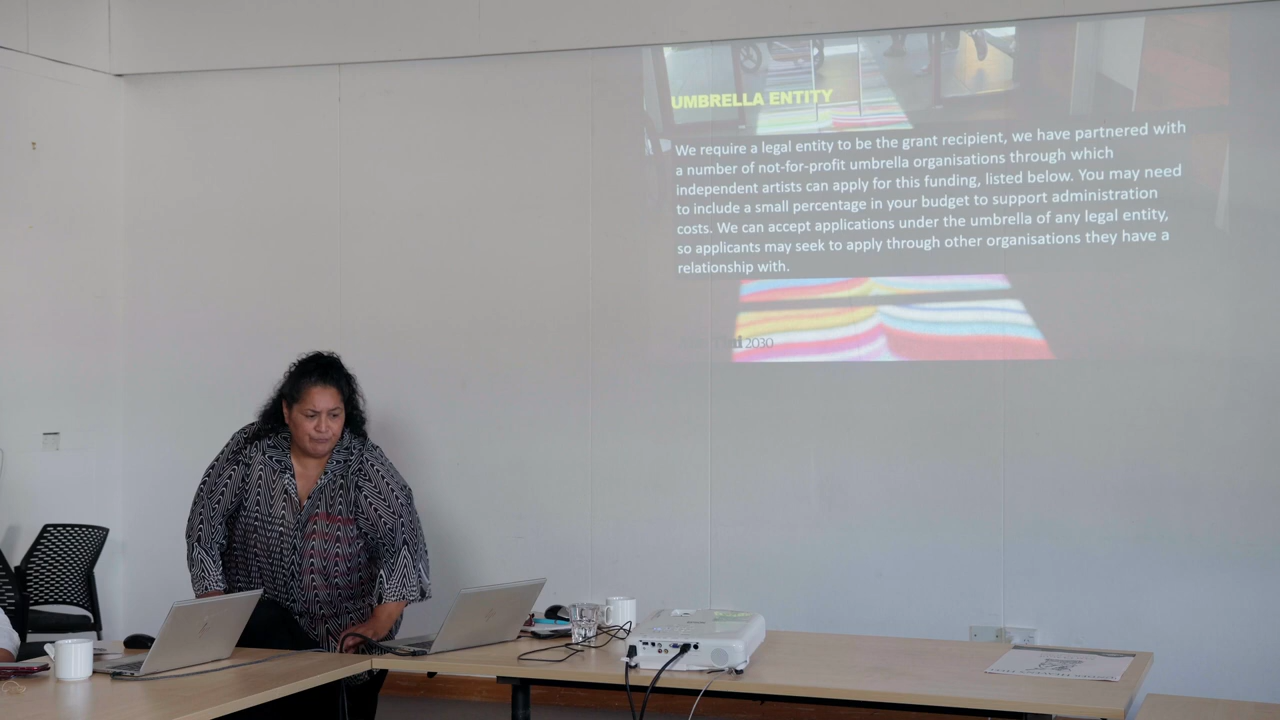 UMBRELLA ENTITY
We require a legal entity to be the grant recipient, we have partnered with
a number of not-for-profit umbrella organisations through which
independent artists can apply for this funding, listed below. You may need
to include a small percentage in your budget to support administration
costs. We can accept applications under the umbrella of any legal entity,
so applicants may seek to apply through other organisations they have a
relationship with.
2030